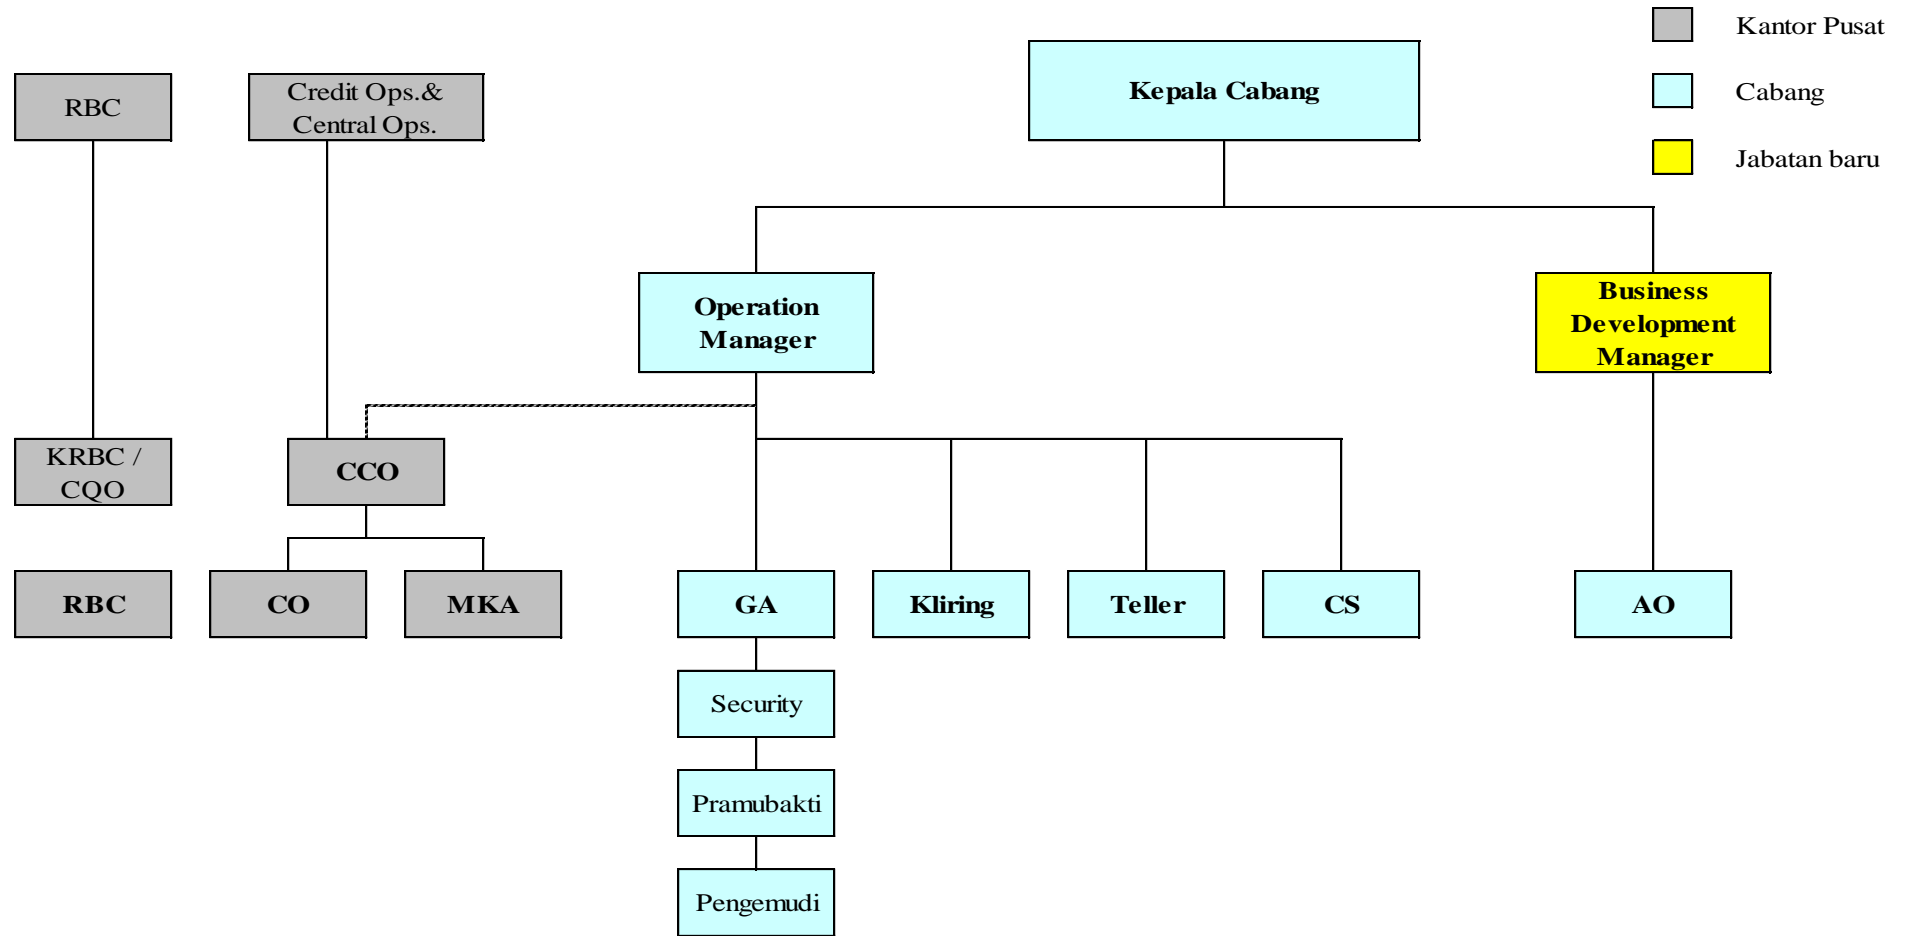 Kantor Pusat
RBC
Credit Ops.&
Central Ops.
Kepala Cabang
Cabang
Jabatan baru
Operation
Manager
Business
Development
Manager
KRBC /
CQO
CCO
RBC
CO
MKA
GA
Kliring
Teller
CS
AO
Security
Pramubakti
Pengemudi